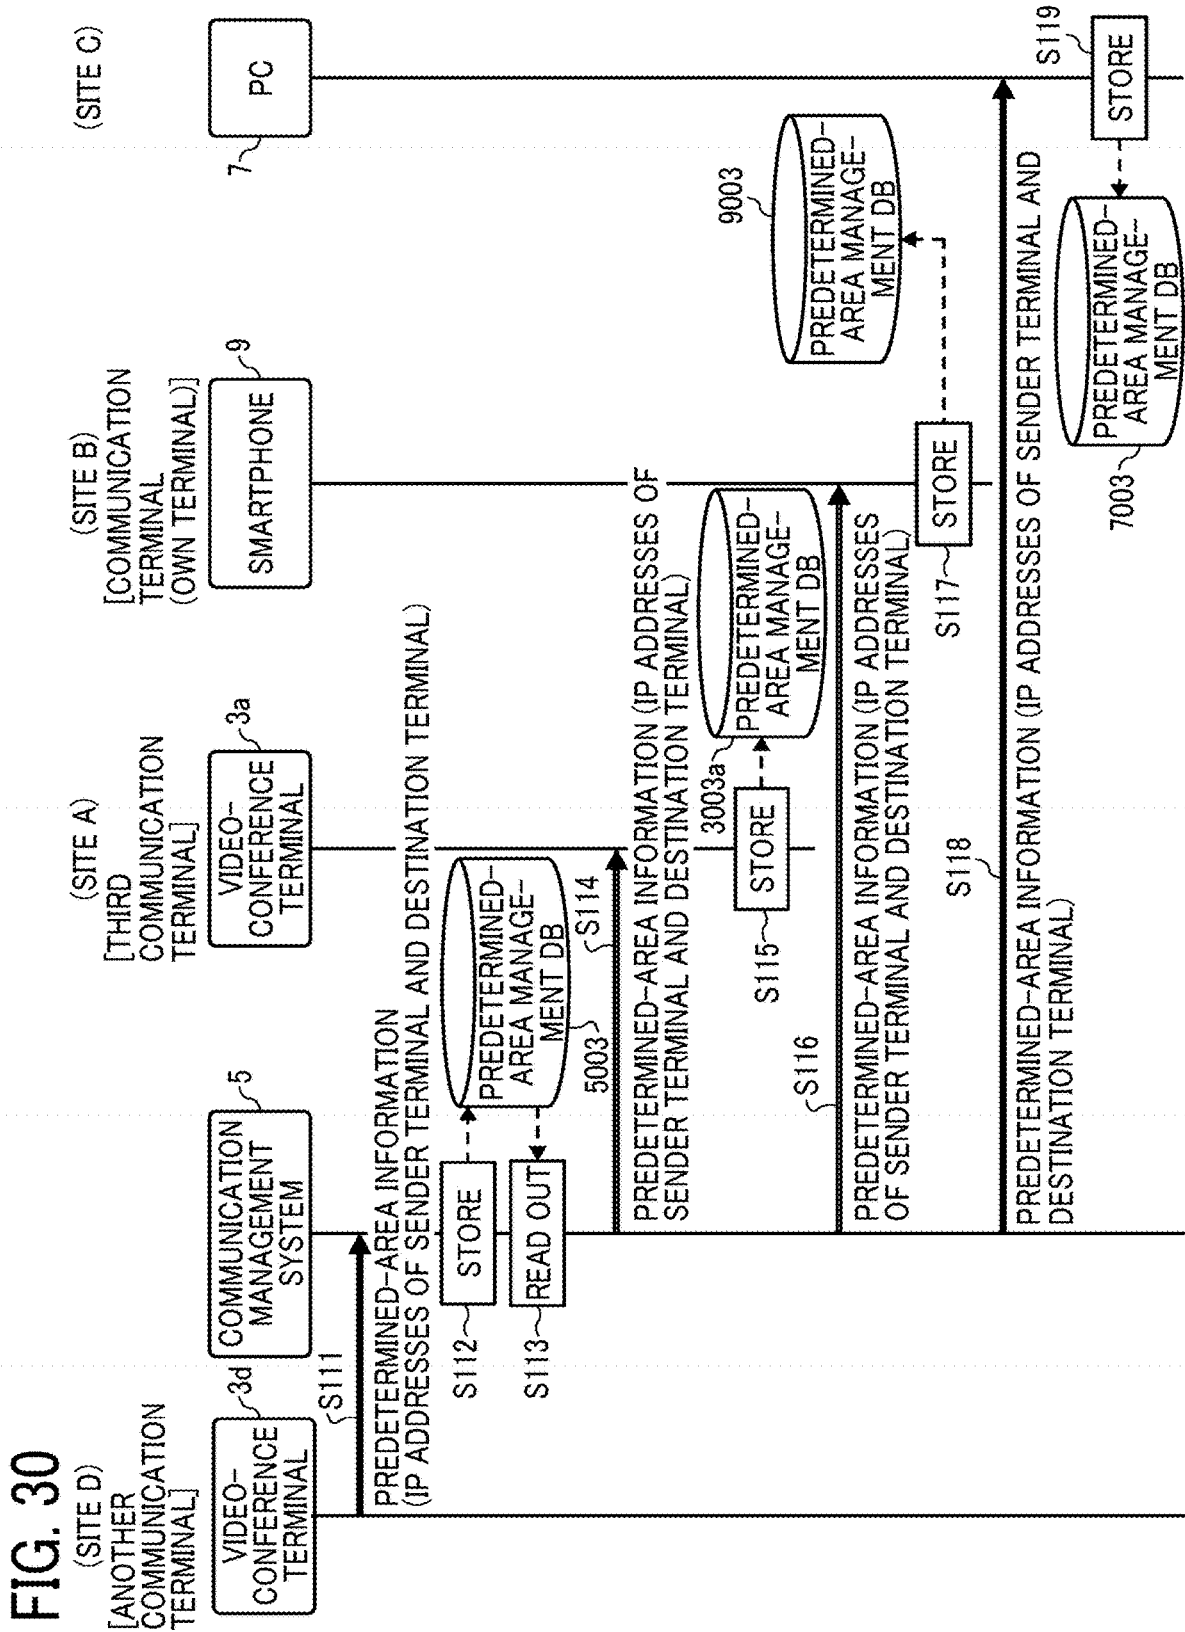 FIG. 30
(SITE D)
[ANOTHER
COMMUNICATION
TERMINAL]
3d
VIDEO-
CONFERENCE
TERMINAL
5
COMMUNICATION
MANAGEMENT
SYSTEM
(SITE A)
[THIRD
COMMUNICATION
TERMINAL]
3a
VIDEO-
CONFERENCE
TERMINAL
(SITE B)
[COMMUNICATION
TERMINAL
(OWN TERMINAL)]
9
SMARTPHONE
(SITE C)
7
PC
S111
PREDETERMINED-AREA INFORMATION
(IP ADDRESSES OF SENDER TERMINAL AND DESTINATION TERMINAL)
S112
STORE
PREDETERMINED-
AREA MANAGE-
MENT DB
5003
S113
READ OUT
S114
PREDETERMINED-AREA INFORMATION (IP ADDRESSES OF
SENDER TERMINAL AND DESTINATION TERMINAL)
S115
STORE
3003a
PREDETERMINED-
AREA MANAGE-
MENT DB
S116
PREDETERMINED-AREA INFORMATION (IP ADDRESSES
OF SENDER TERMINAL AND DESTINATION TERMINAL)
S117
STORE
9003
PREDETERMINED-
AREA MANAGE-
MENT DB
S118
PREDETERMINED-AREA INFORMATION (IP ADDRESSES OF SENDER TERMINAL AND
DESTINATION TERMINAL)
S119
STORE
7003
PREDETERMINED-
AREA MANAGE-
MENT DB